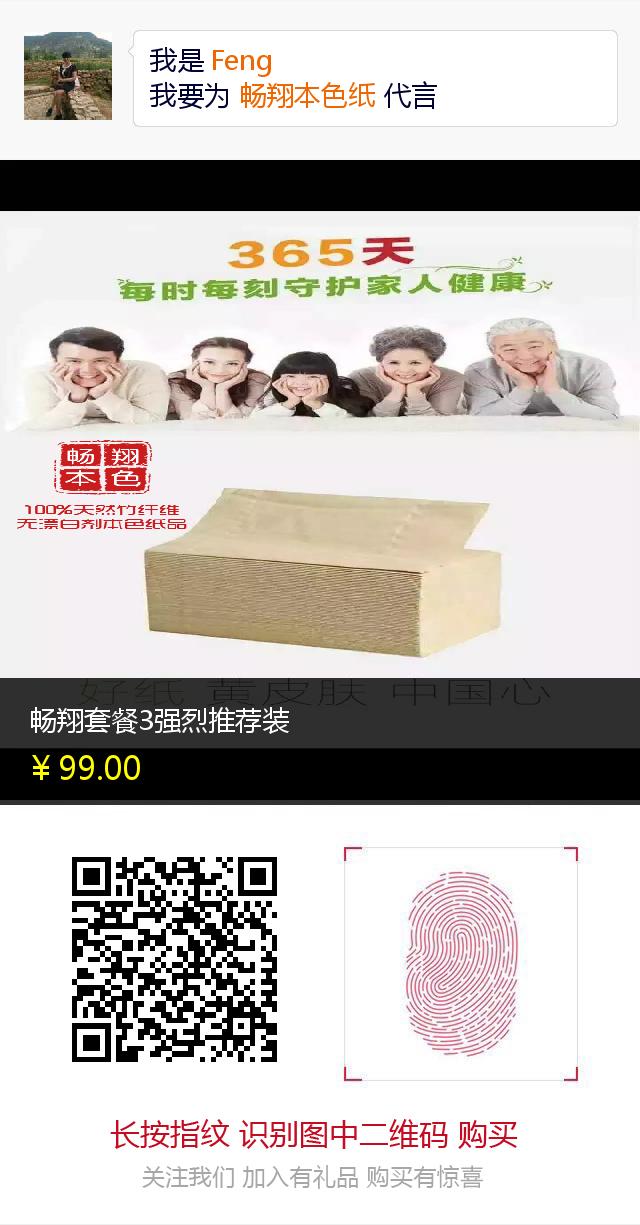 我是 Feng
我要为 畅翔本色纸 代言
365天
每时每刻守护家人健康
畅翔
本色
100%天然竹纤维
无漂白剂本色纸品
好纸 黄皮肤 中国心
畅翔套餐3强烈推荐装
¥ 99.00
长按指纹 识别图中二维码 购买
关注我们 加入有礼品 购买有惊喜